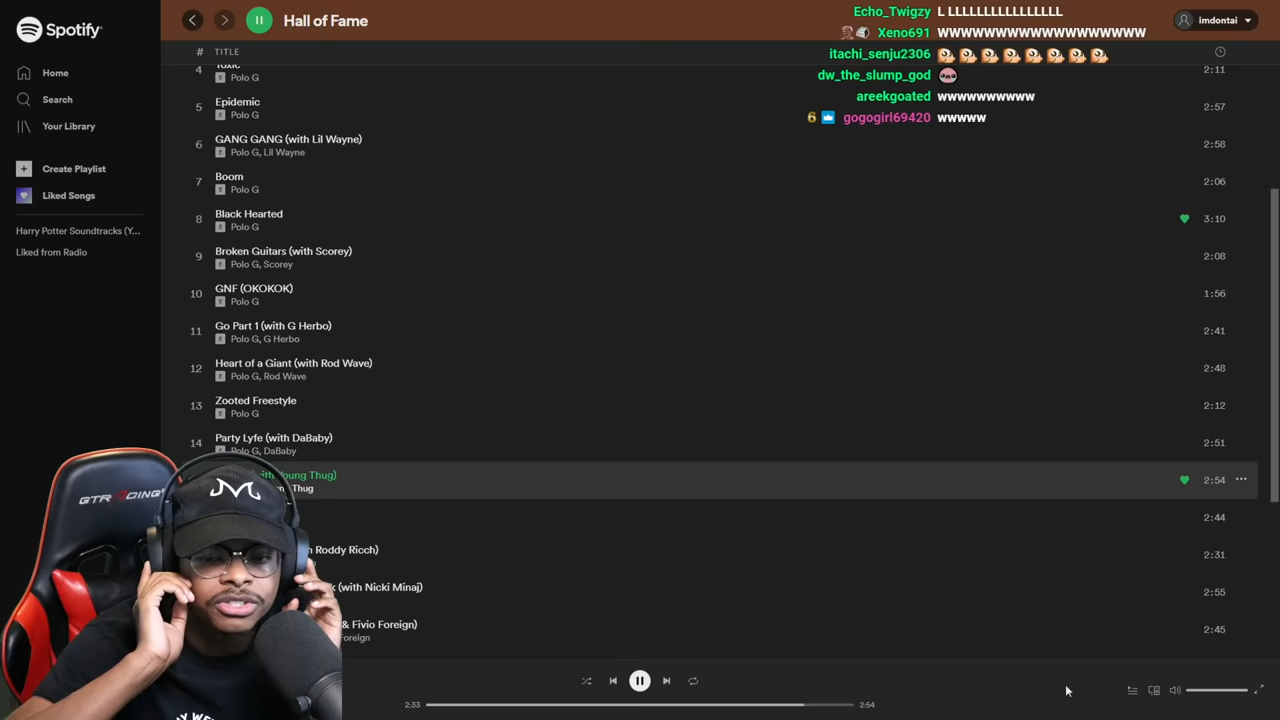 Spotify
Home
Search
Your Library
Create Playlist
Liked Songs
Harry Potter Soundtracks (Y...
Liked from Radio
Hall of Fame
imdontai
Echo_Twigzy L LLLLLLLLLLLLLLL
Xeno691 WWWWWWWWWWWWWWWWWW
itachi_senju2306
dw_the_slump_god
areekgoated wwwwwwwwww
6 gogogirl69420 wwwww
# TITLE
4 Toxic 2:11
E Polo G
5 Epidemic 2:57
E Polo G
6 GANG GANG (with Lil Wayne) 2:58
E Polo G, Lil Wayne
7 Boom 2:06
E Polo G
8 Black Hearted 3:10
E Polo G
9 Broken Guitars (with Scorey) 2:08
E Polo G, Scorey
10 GNF (OKOKOK) 1:56
E Polo G
11 Go Part 1 (with G Herbo) 2:41
E Polo G, G Herbo
12 Heart of a Giant (with Rod Wave) 2:48
E Polo G, Rod Wave
13 Zooted Freestyle 2:12
E Polo G
14 Party Lyfe (with DaBaby) 2:51
Polo G, DaBaby
Young Thug) 2:54 ...
Thug
2:44
Roddy Ricch) 2:31
(with Nicki Minaj) 2:55
& Fivio Foreign) 2:45
Foreign
2:33 2:54
GTRACING